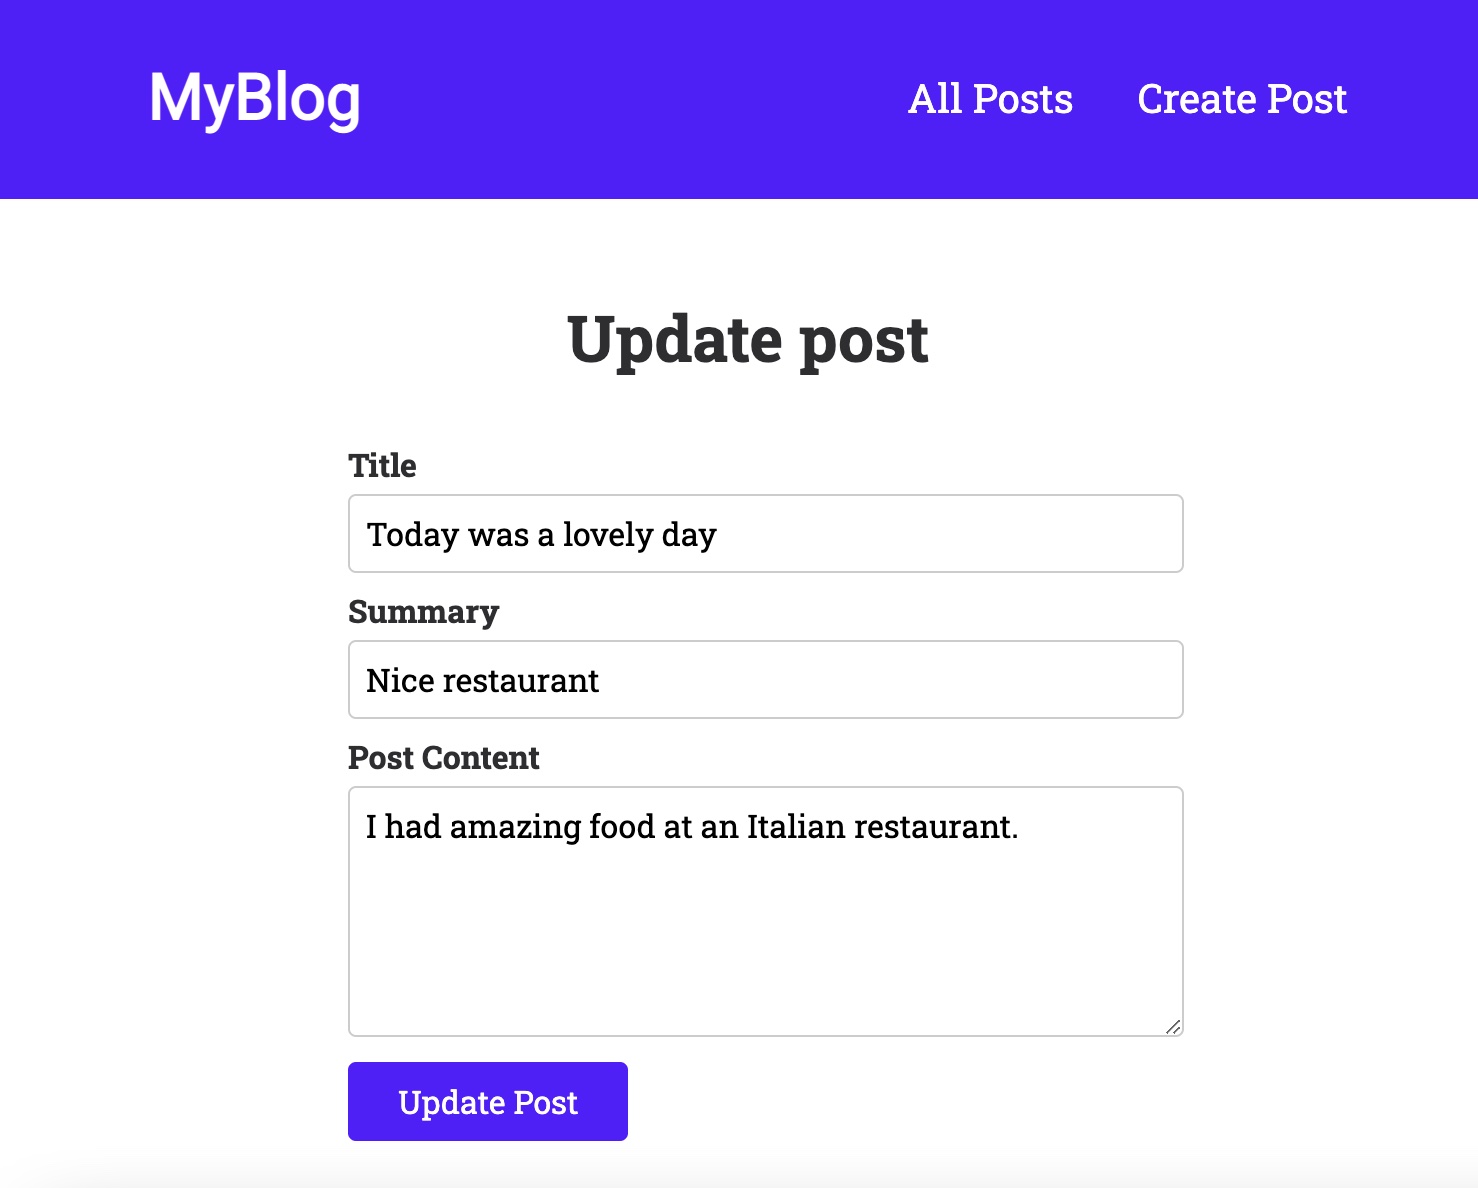 MyBlog
All Posts
Create Post
Update post
Title
Today was a lovely day
Summary
Nice restaurant
Post Content
I had amazing food at an Italian restaurant.
Update Post